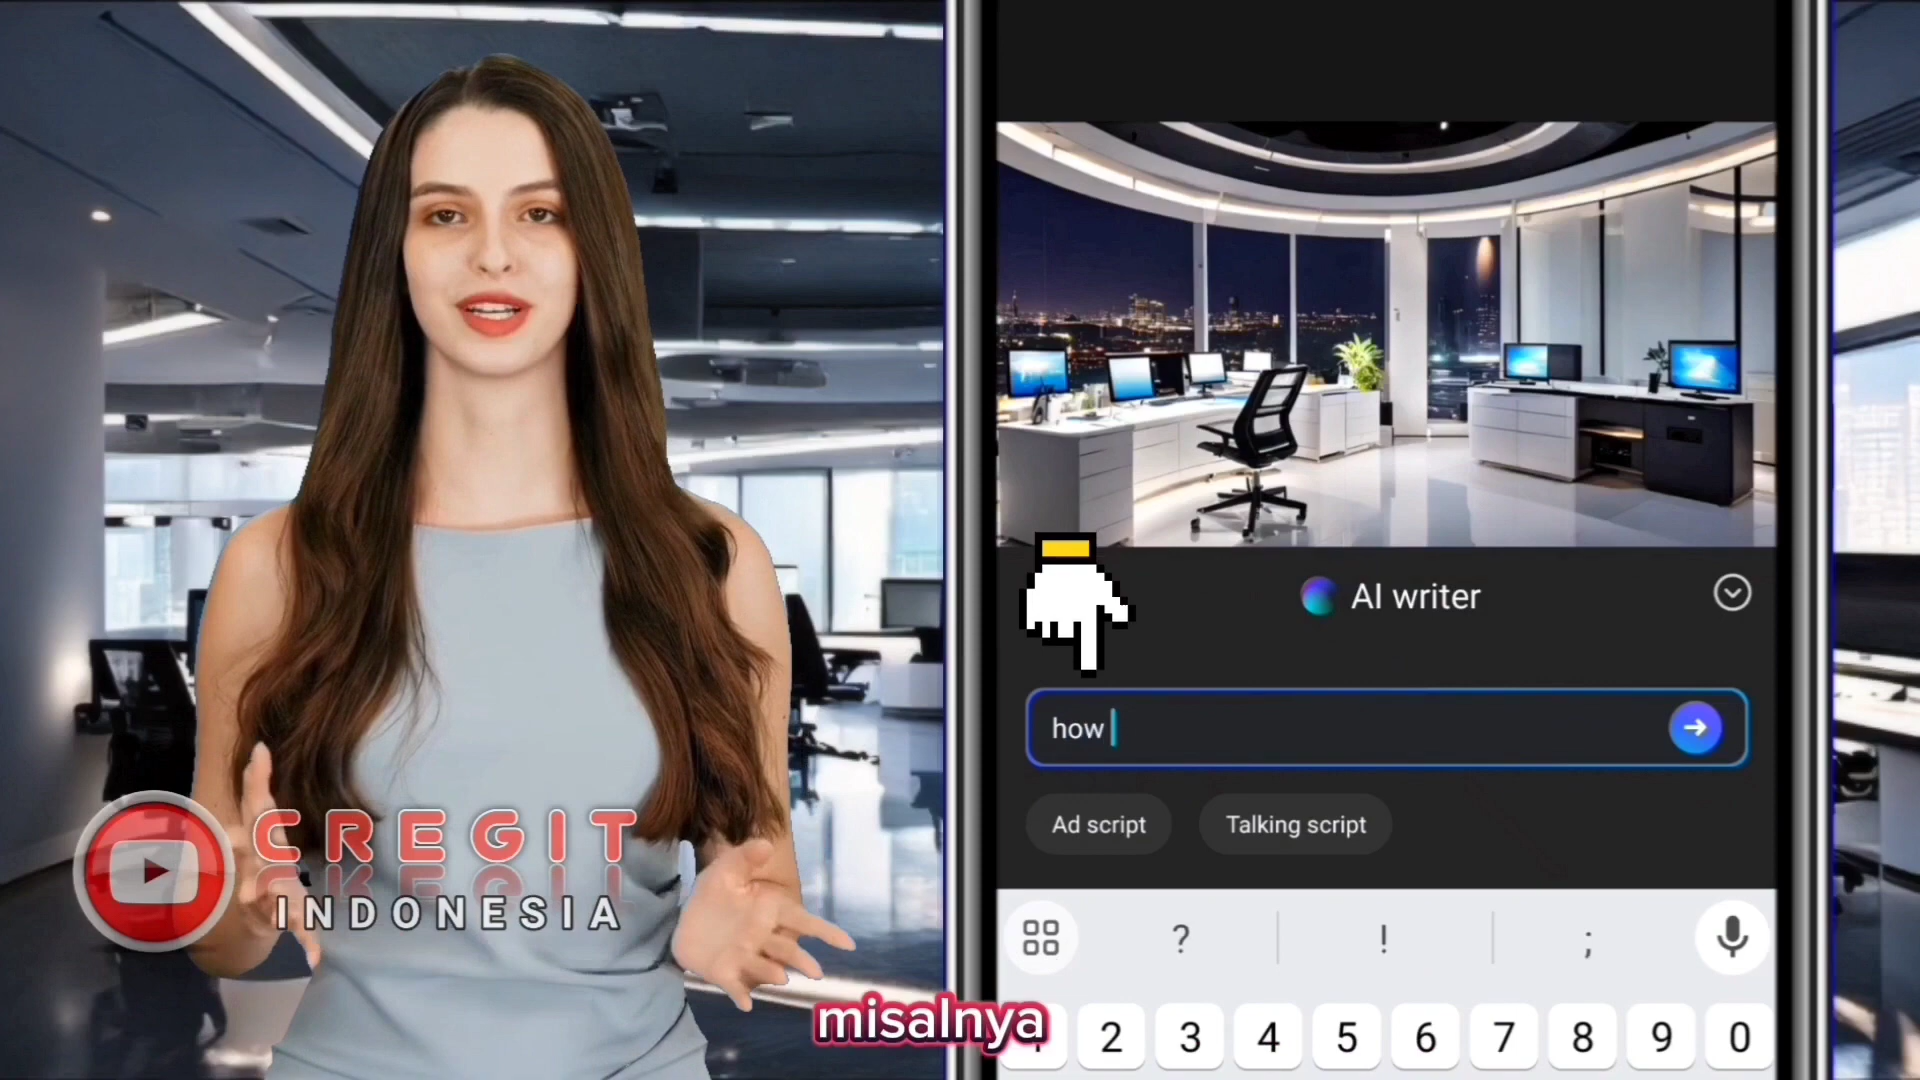 CREGIT
INDONESIA
AI writer
how
Ad script
Talking script
? ! ;
misalnya
1 2 3 4 5 6 7 8 9 0